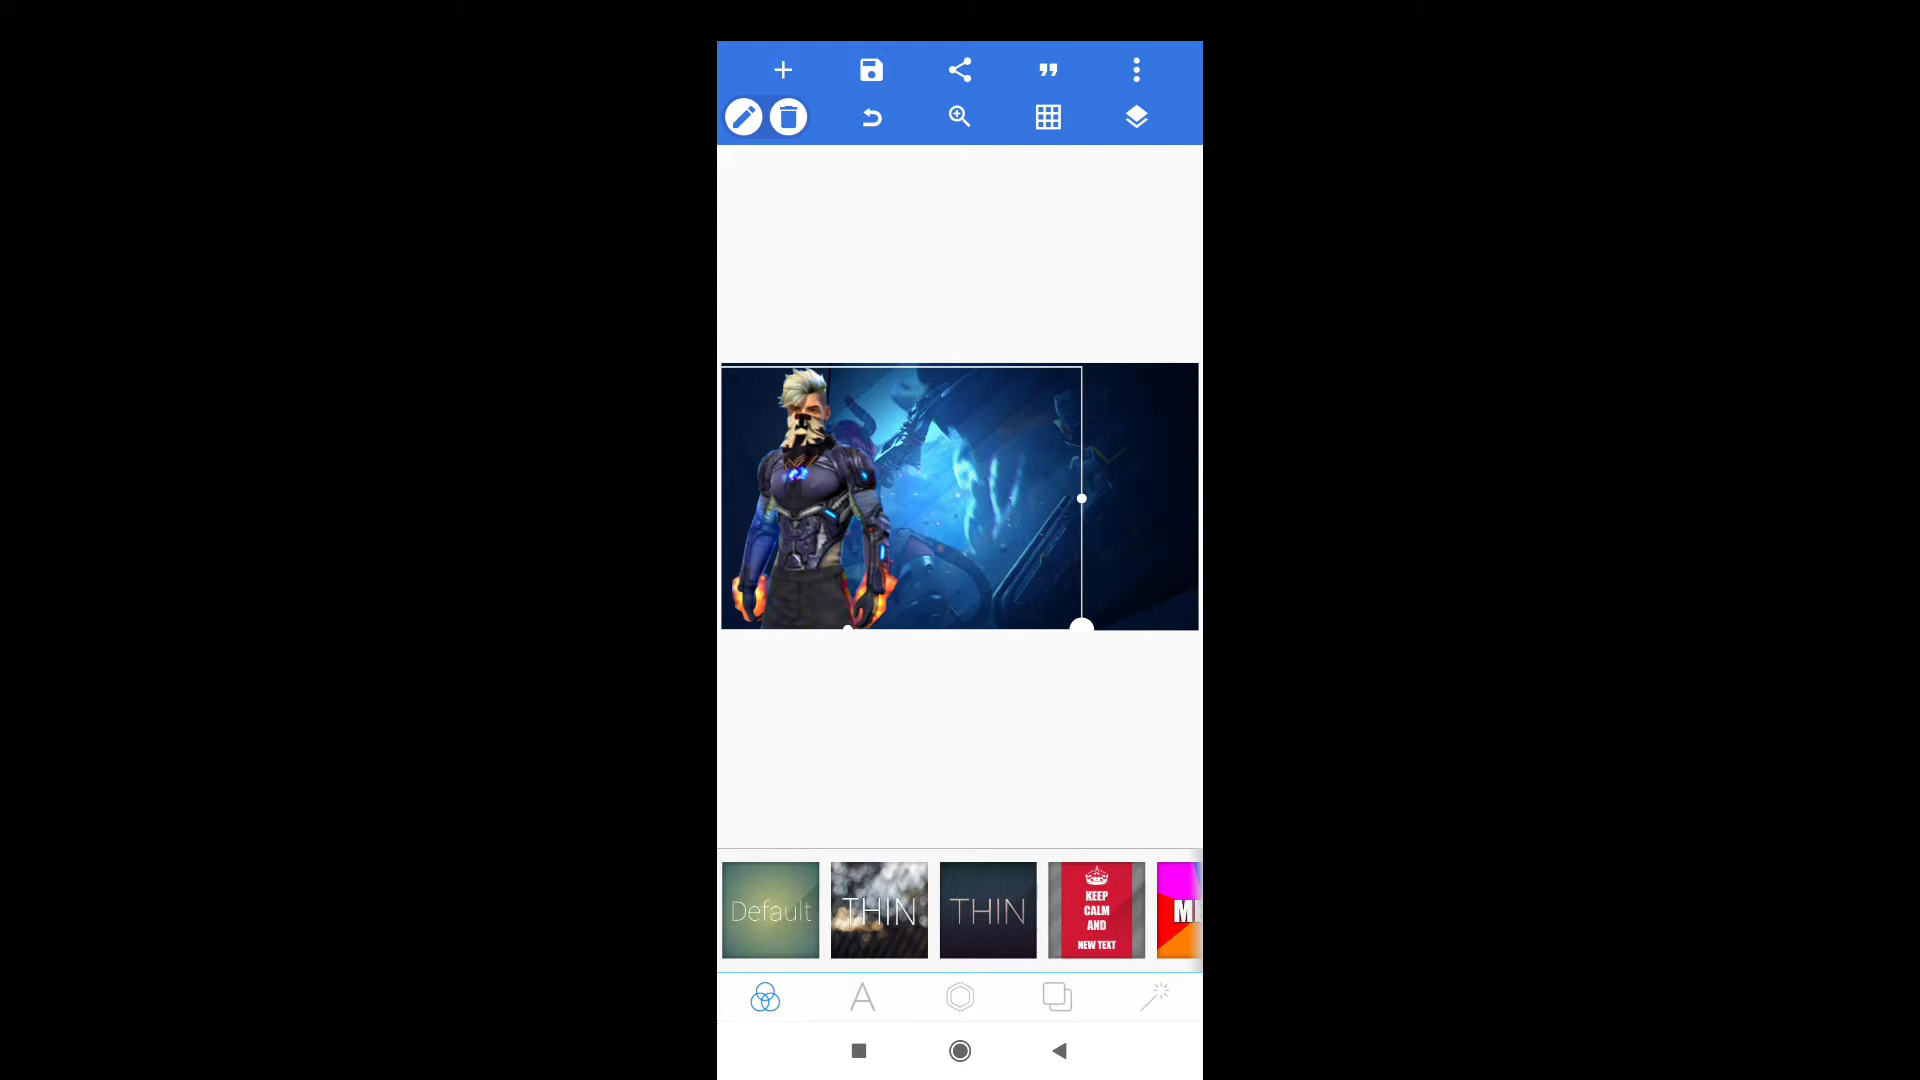 Default
THIN
THIN
KEEP
CALM
AND
NEW TEXT